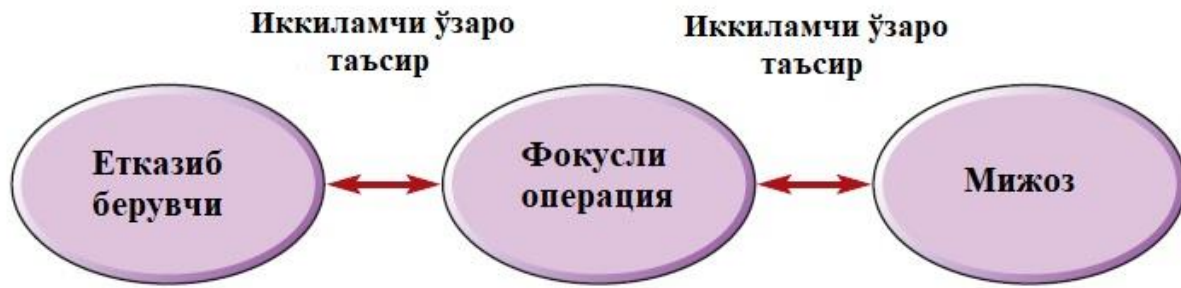 Иккиламчи ўзаро
таъсир
Иккиламчи ўзаро
таъсир
Етказиб
берувчи
Фокусли
операция
Мижоз